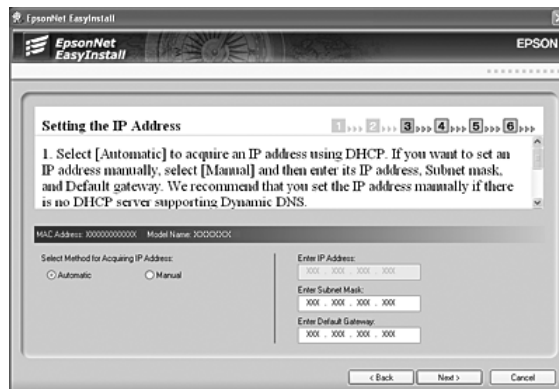 EpsonNet EasyInstall
EpsonNet
EasyInstall
EPSON
Setting the IP Address
1 2 3 4 5 6
1. Select [Automatic] to acquire an IP address using DHCP. If you want to set an
IP address manually, select [Manual] and then enter its IP address, Subnet mask,
and Default gateway. We recommend that you set the IP address manually if there
is no DHCP server supporting Dynamic DNS.
MAC Address: XXXXXXXXXXXX Model Name: XXXXXXX
Select Method for Acquiring IP Address:
Automatic
Manual
Enter IP Address:
XXX . XXX . XXX . XXX
Enter Subnet Mask:
XXX . XXX . XXX . XXX
Enter Default Gateway:
XXX . XXX . XXX . XXX
< Back
Next >
Cancel